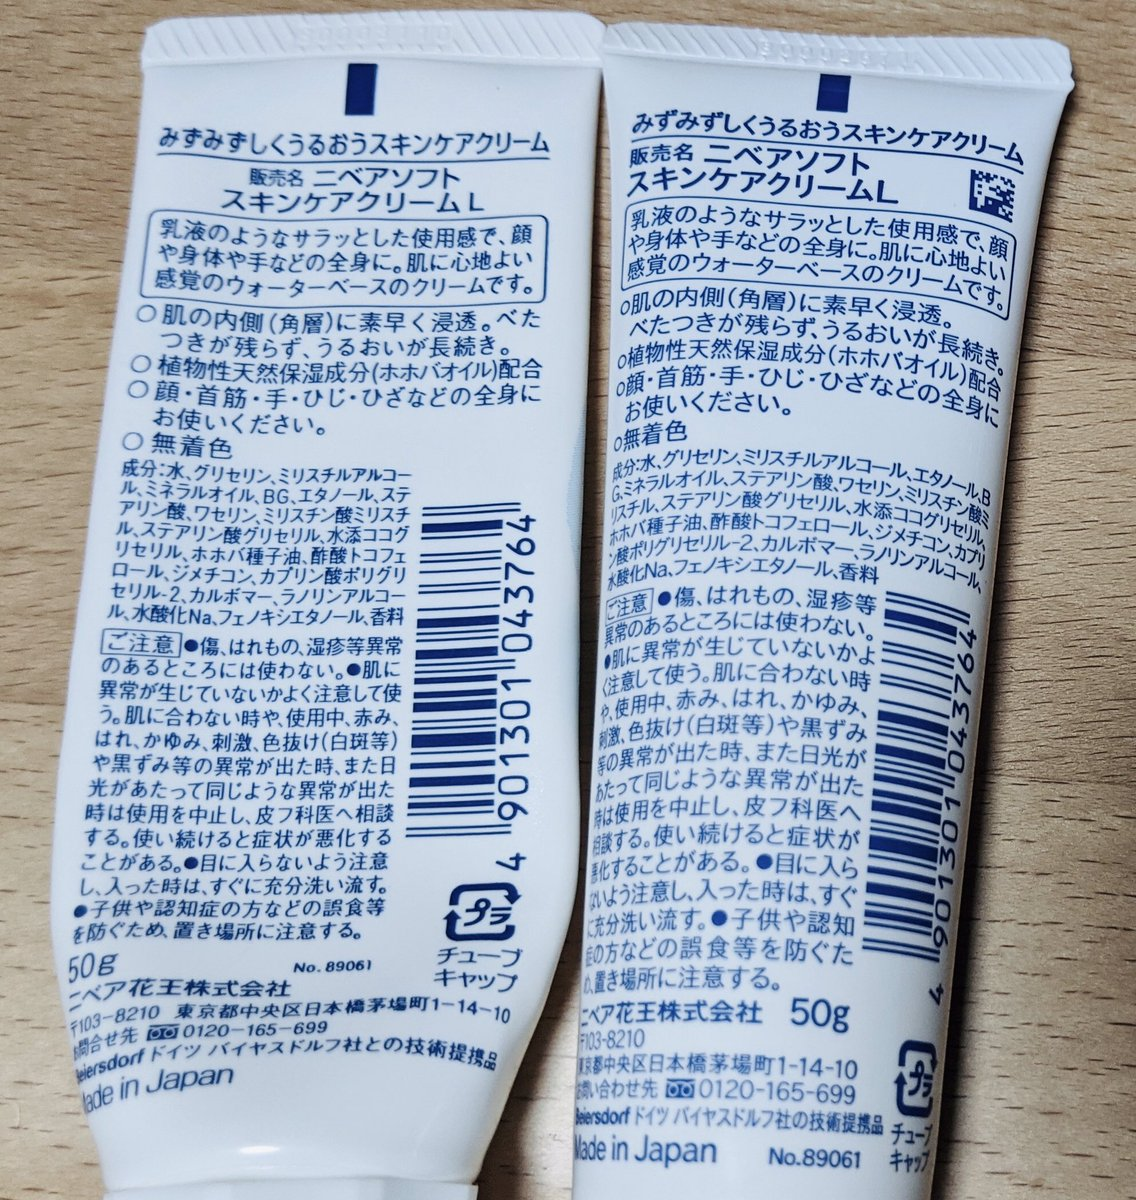 みずみずしくうるおうスキンケアクリーム
販売名 ニベアソフト
スキンケアクリームL
乳液のようなサラッとした使用感で、顔
や身体や手などの全身に。肌に心地よい
感覚のウォーターベースのクリームです。
○肌の内側(角層)に素早く浸透。べた
つきが残らず、うるおいが長続き。
○植物性天然保湿成分(ホホバオイル)配合
○顔・首筋・手・ひじ・ひざなどの全身に
お使いください。
○無着色
成分:水、グリセリン、ミリスチルアルコー
ル、ミネラルオイル、BG、エタノール、ステ
アリン酸、ワセリン、ミリスチン酸ミリスチ
ル、ステアリン酸グリセリル、水添ココグ
リセリル、ホホバ種子油、酢酸トコフェ
ロール、ジメチコン、カプリン酸ポリグリ
セリル-2、カルボマー、ラノリンアルコー
ル、水酸化Na、フェノキシエタノール、香料
ご注意 ●傷、はれもの、湿疹等異常
のあるところには使わない。●肌に
異常が生じていないかよく注意して使
う。肌に合わない時や、使用中、赤み、
はれ、かゆみ、刺激、色抜け(白斑等)
や黒ずみ等の異常が出た時、また日
光があたって同じような異常が出た
時は使用を中止し、皮フ科医へ相談
する。使い続けると症状が悪化する
ことがある。●目に入らないよう注意
し、入った時は、すぐに充分洗い流す。
●子供や認知症の方などの誤食等
を防ぐため、置き場所に注意する。
4 901301 043764
プラ
チューブ
キャップ
50g
No. 89061
ニベア花王株式会社
〒103-8210 東京都中央区日本橋茅場町1-14-10
お問合せ先 0120-165-699
Beiersdorf ドイツ バイヤスドルフ社との技術提携品
Made in Japan
みずみずしくうるおうスキンケアクリーム
販売名 ニベアソフト
スキンケアクリームL
乳液のようなサラッとした使用感で、顔
や身体や手などの全身に。肌に心地よい
感覚のウォーターベースのクリームです。
○肌の内側(角層)に素早く浸透。
べたつきが残らず、うるおいが長続き。
○植物性天然保湿成分(ホホバオイル)配合
○顔・首筋・手・ひじ・ひざなどの全身に
お使いください。
○無着色
成分:水、グリセリン、ミリスチルアルコール、エタノール、B
G、ミネラルオイル、ステアリン酸、ワセリン、ミリスチン酸ミ
リスチル、ステアリン酸グリセリル、水添ココグリセリル、
ホホバ種子油、酢酸トコフェロール、ジメチコン、カプリ
ン酸ポリグリセリル-2、カルボマー、ラノリンアルコール、
水酸化Na、フェノキシエタノール、香料
ご注意 ●傷、はれもの、湿疹等
異常のあるところには使わない。
●肌に異常が生じていないかよ
く注意して使う。肌に合わない時
や、使用中、赤み、はれ、かゆみ、
刺激、色抜け(白斑等)や黒ずみ
等の異常が出た時、また日光が
あたって同じような異常が出た
時は使用を中止し、皮フ科医へ
相談する。使い続けると症状が
悪化することがある。●目に入ら
ないよう注意し、入った時は、すぐ
に充分洗い流す。●子供や認知
症の方などの誤食等を防ぐた
め、置き場所に注意する。
4 901301 043764
ニベア花王株式会社 50g
〒103-8210
東京都中央区日本橋茅場町1-14-10
お問い合わせ先 0120-165-699
Beiersdorf ドイツ バイヤスドルフ社の技術提携品
Made in Japan No.89061
プラ
チューブ
キャップ